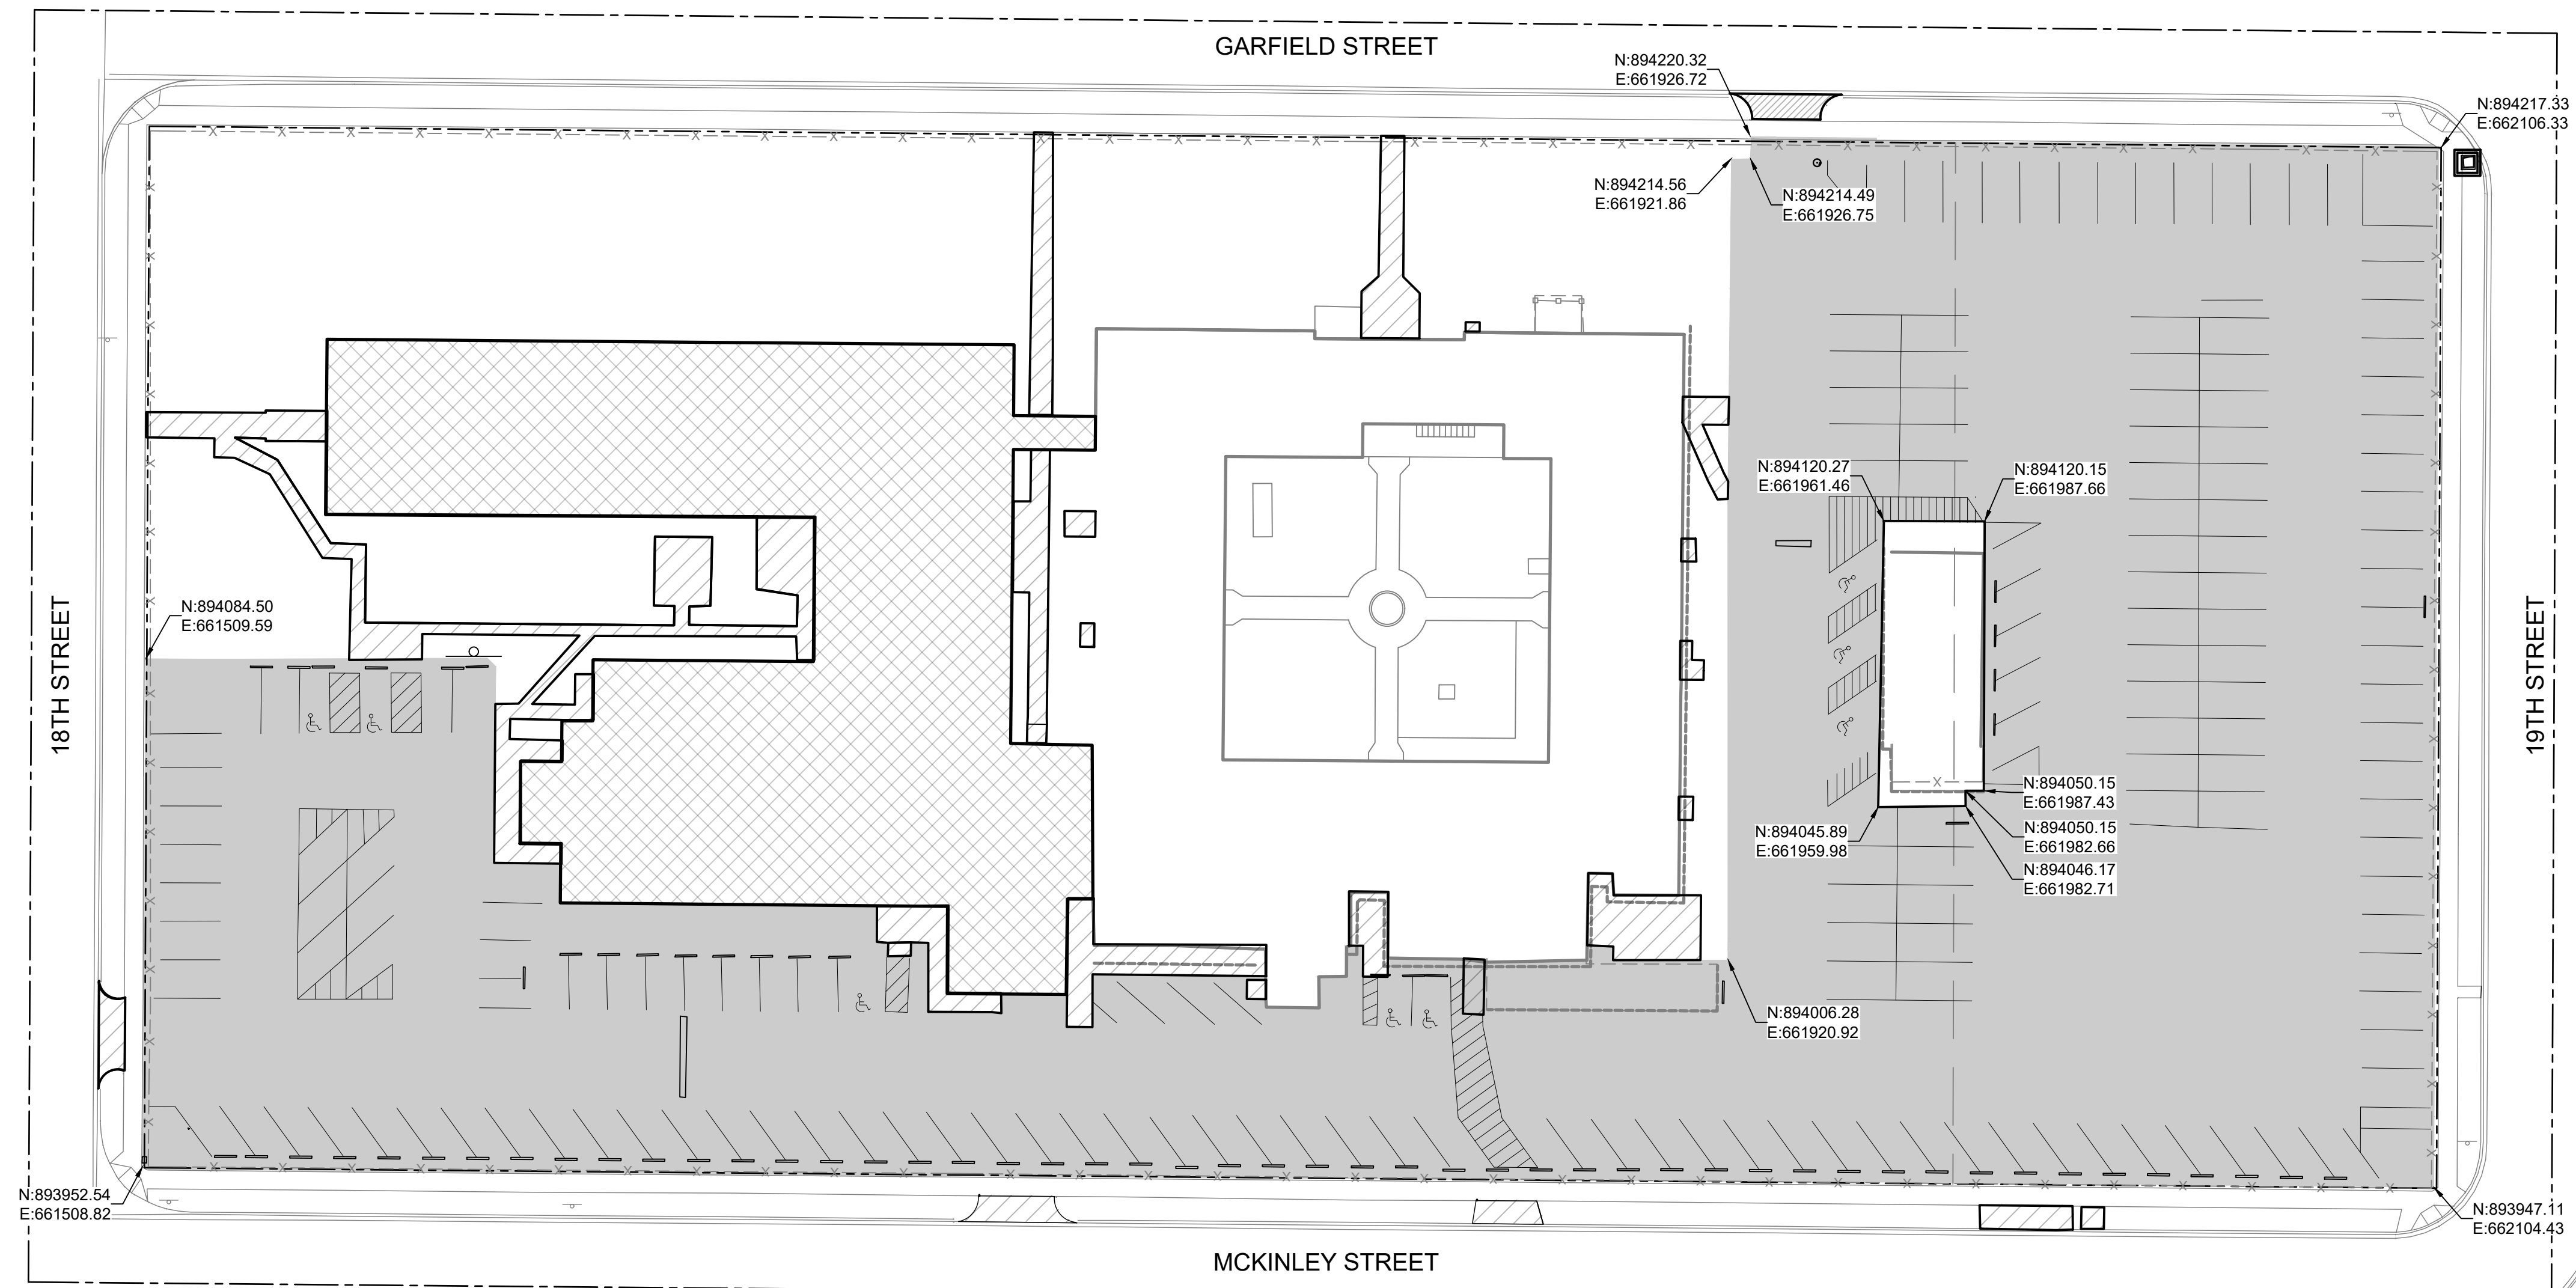 GARFIELD STREET
N:894220.32
E:661926.72
N:894217.33
E:662106.33
N:894214.56
E:661921.86
N:894214.49
E:661926.75
N:894120.27
E:661961.46
N:894120.15
E:661987.66
18TH STREET
N:894084.50
E:661509.59
19TH STREET
N:894050.15
E:661987.43
N:894045.89
E:661959.98
N:894050.15
E:661982.66
N:894046.17
E:661982.71
N:894006.28
E:661920.92
N:893952.54
E:661508.82
N:893947.11
E:662104.43
MCKINLEY STREET